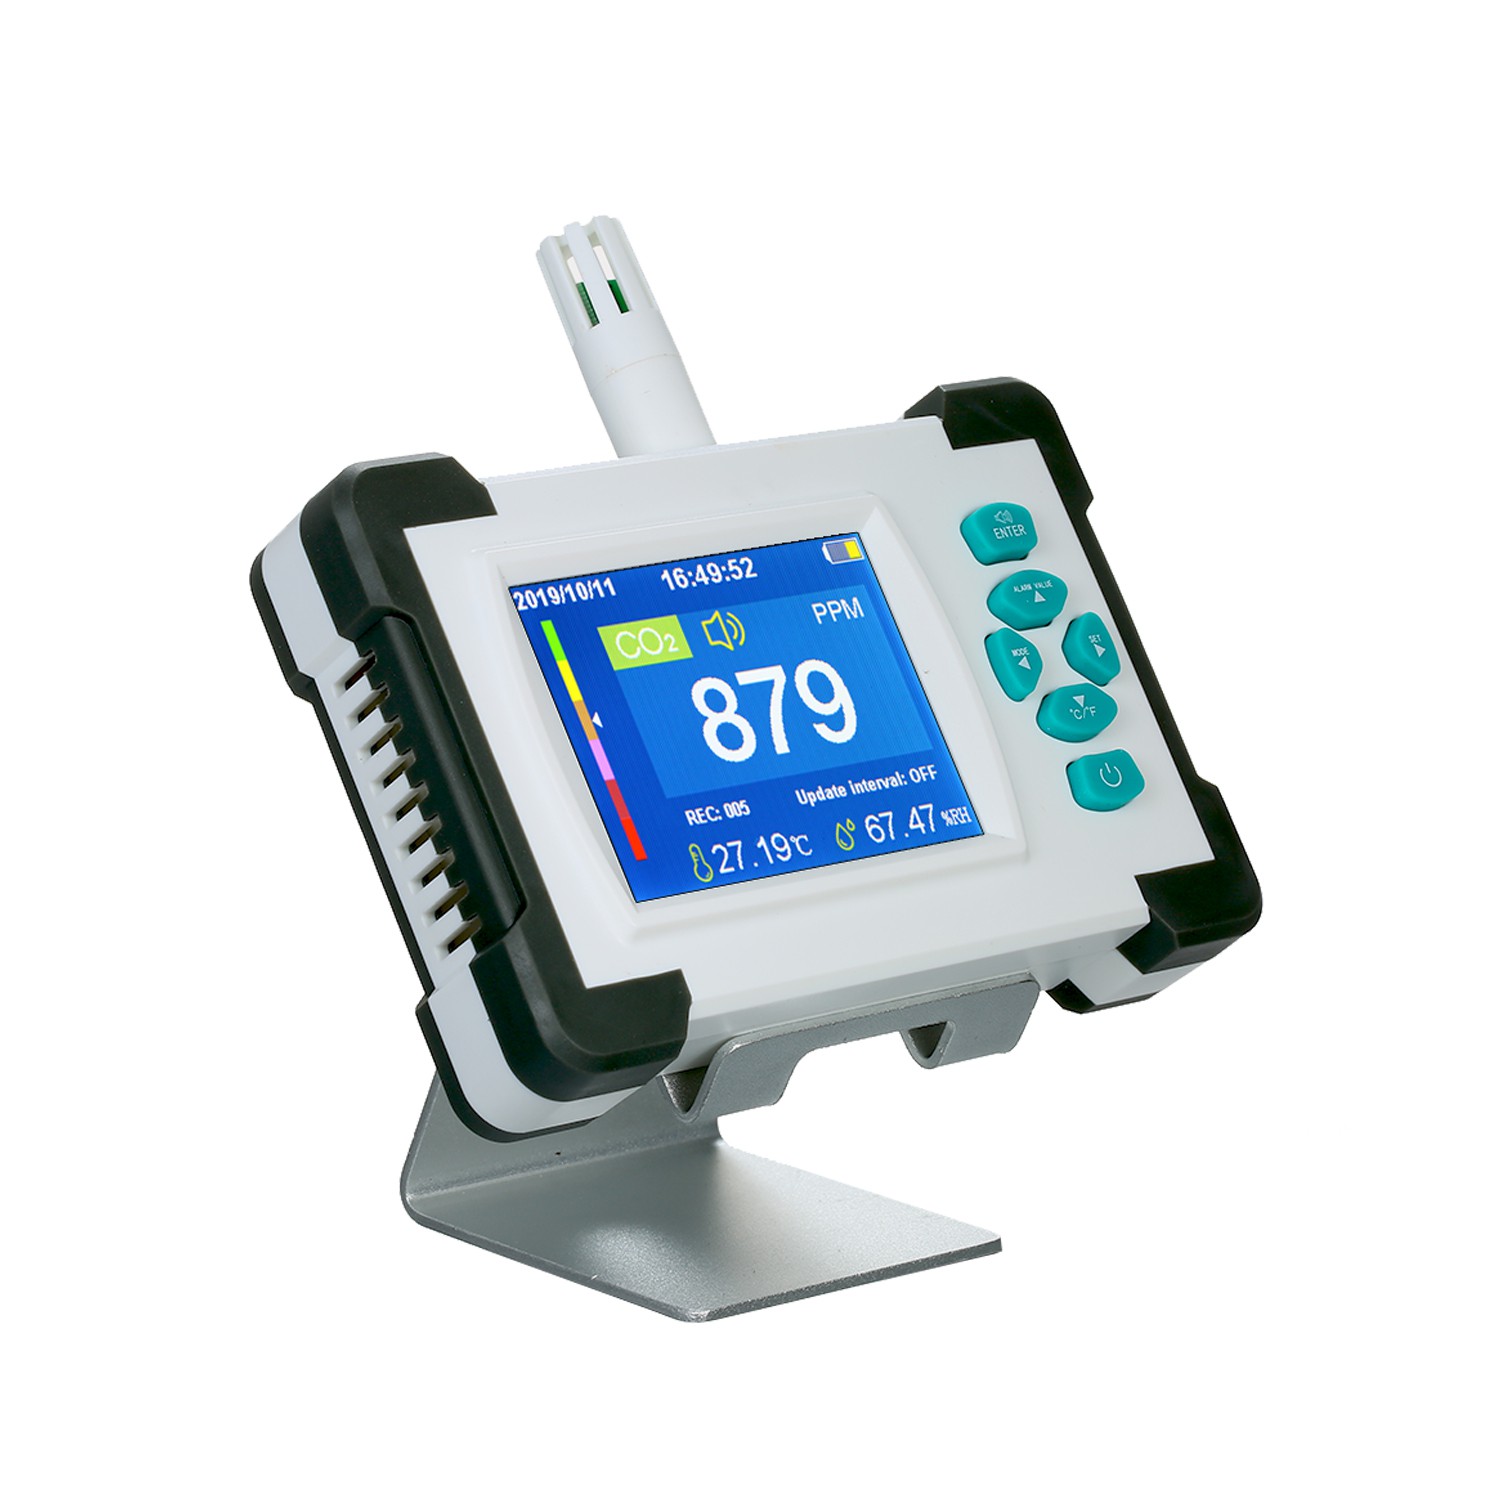 2019/10/11 16:49:52
CO₂ PPM
879
REC: 005 Update interval: OFF
27.19℃ 67.47 %RH
ENTER
ALARM VALUE
MODE
SET
°C/°F